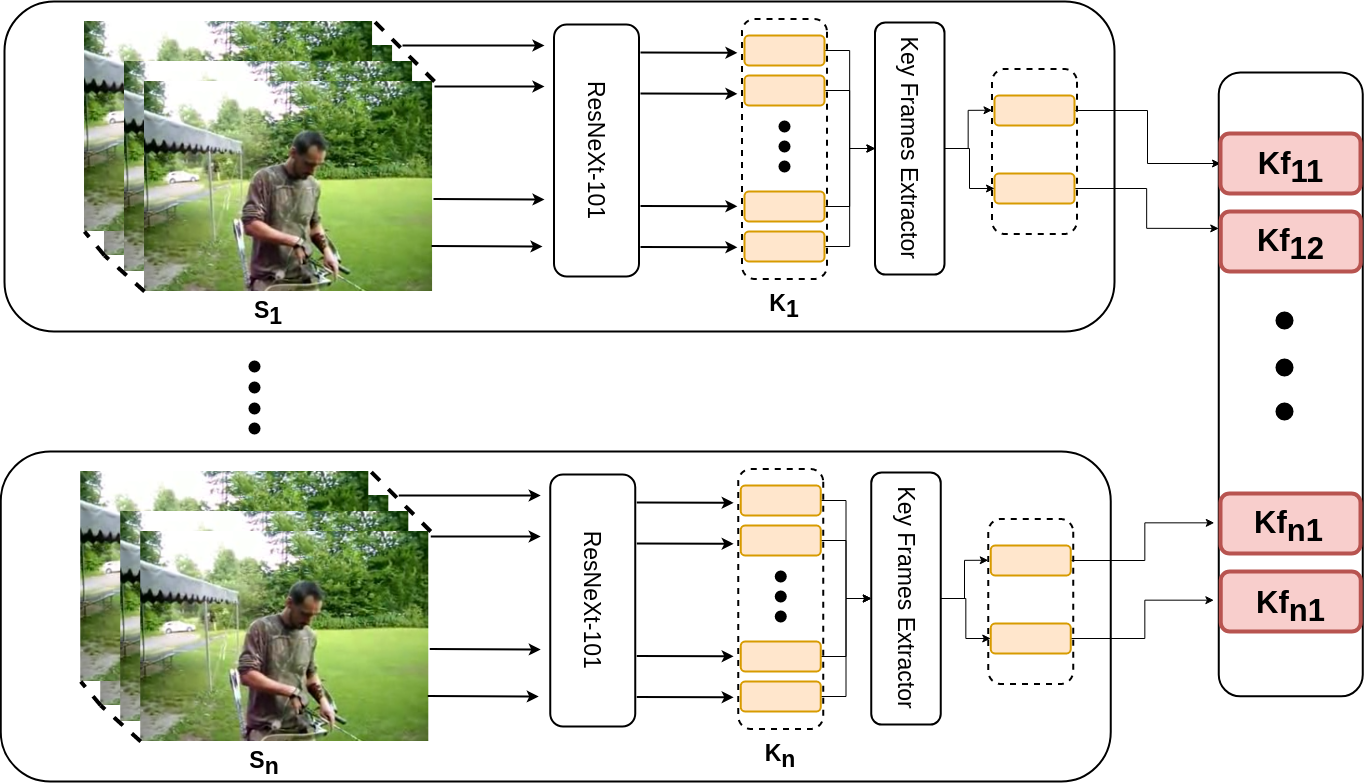 S1
ResNeXt-101
K1
Key Frames Extractor
Kf11
Kf12
Sn
ResNeXt-101
Kn
Key Frames Extractor
Kfn1
Kfn1